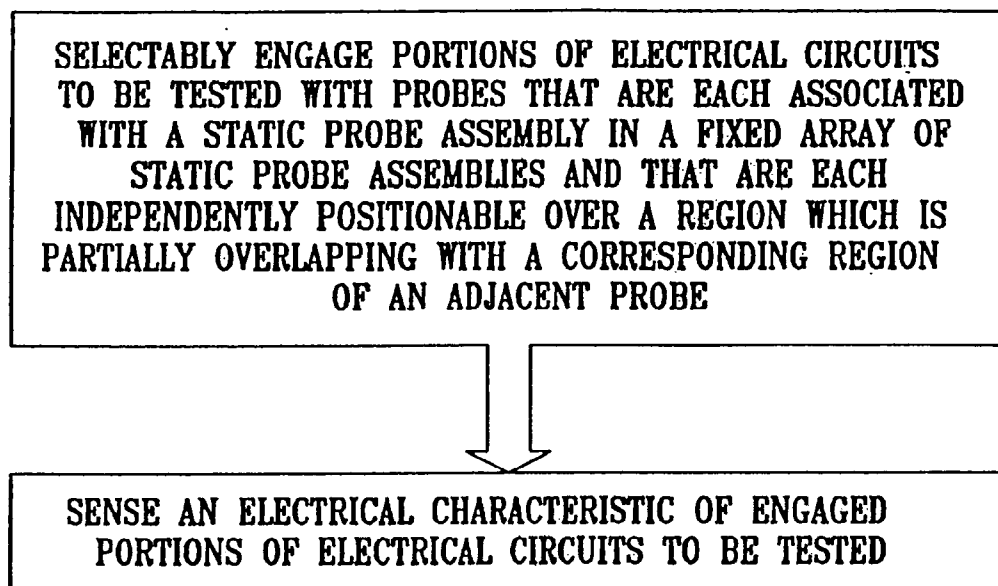 SELECTABLY ENGAGE PORTIONS OF ELECTRICAL CIRCUITS
TO BE TESTED WITH PROBES THAT ARE EACH ASSOCIATED
WITH A STATIC PROBE ASSEMBLY IN A FIXED ARRAY OF
STATIC PROBE ASSEMBLIES AND THAT ARE EACH
INDEPENDENTLY POSITIONABLE OVER A REGION WHICH IS
PARTIALLY OVERLAPPING WITH A CORRESPONDING REGION
OF AN ADJACENT PROBE
SENSE AN ELECTRICAL CHARACTERISTIC OF ENGAGED
PORTIONS OF ELECTRICAL CIRCUITS TO BE TESTED